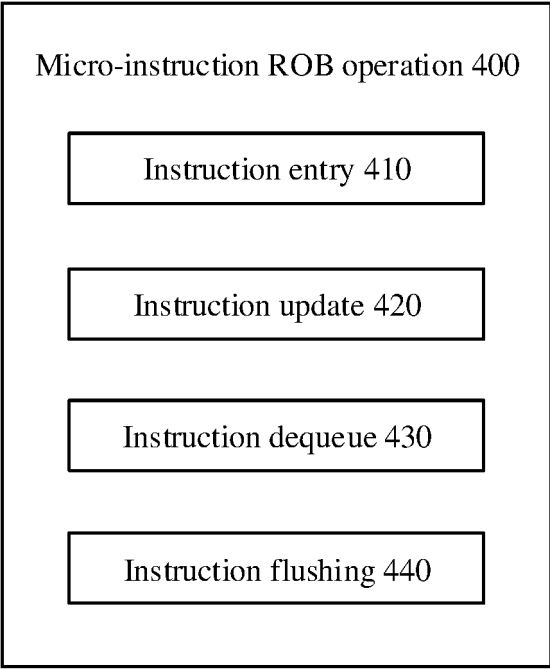 Micro-instruction ROB operation 400
Instruction entry 410
Instruction update 420
Instruction dequeue 430
Instruction flushing 440